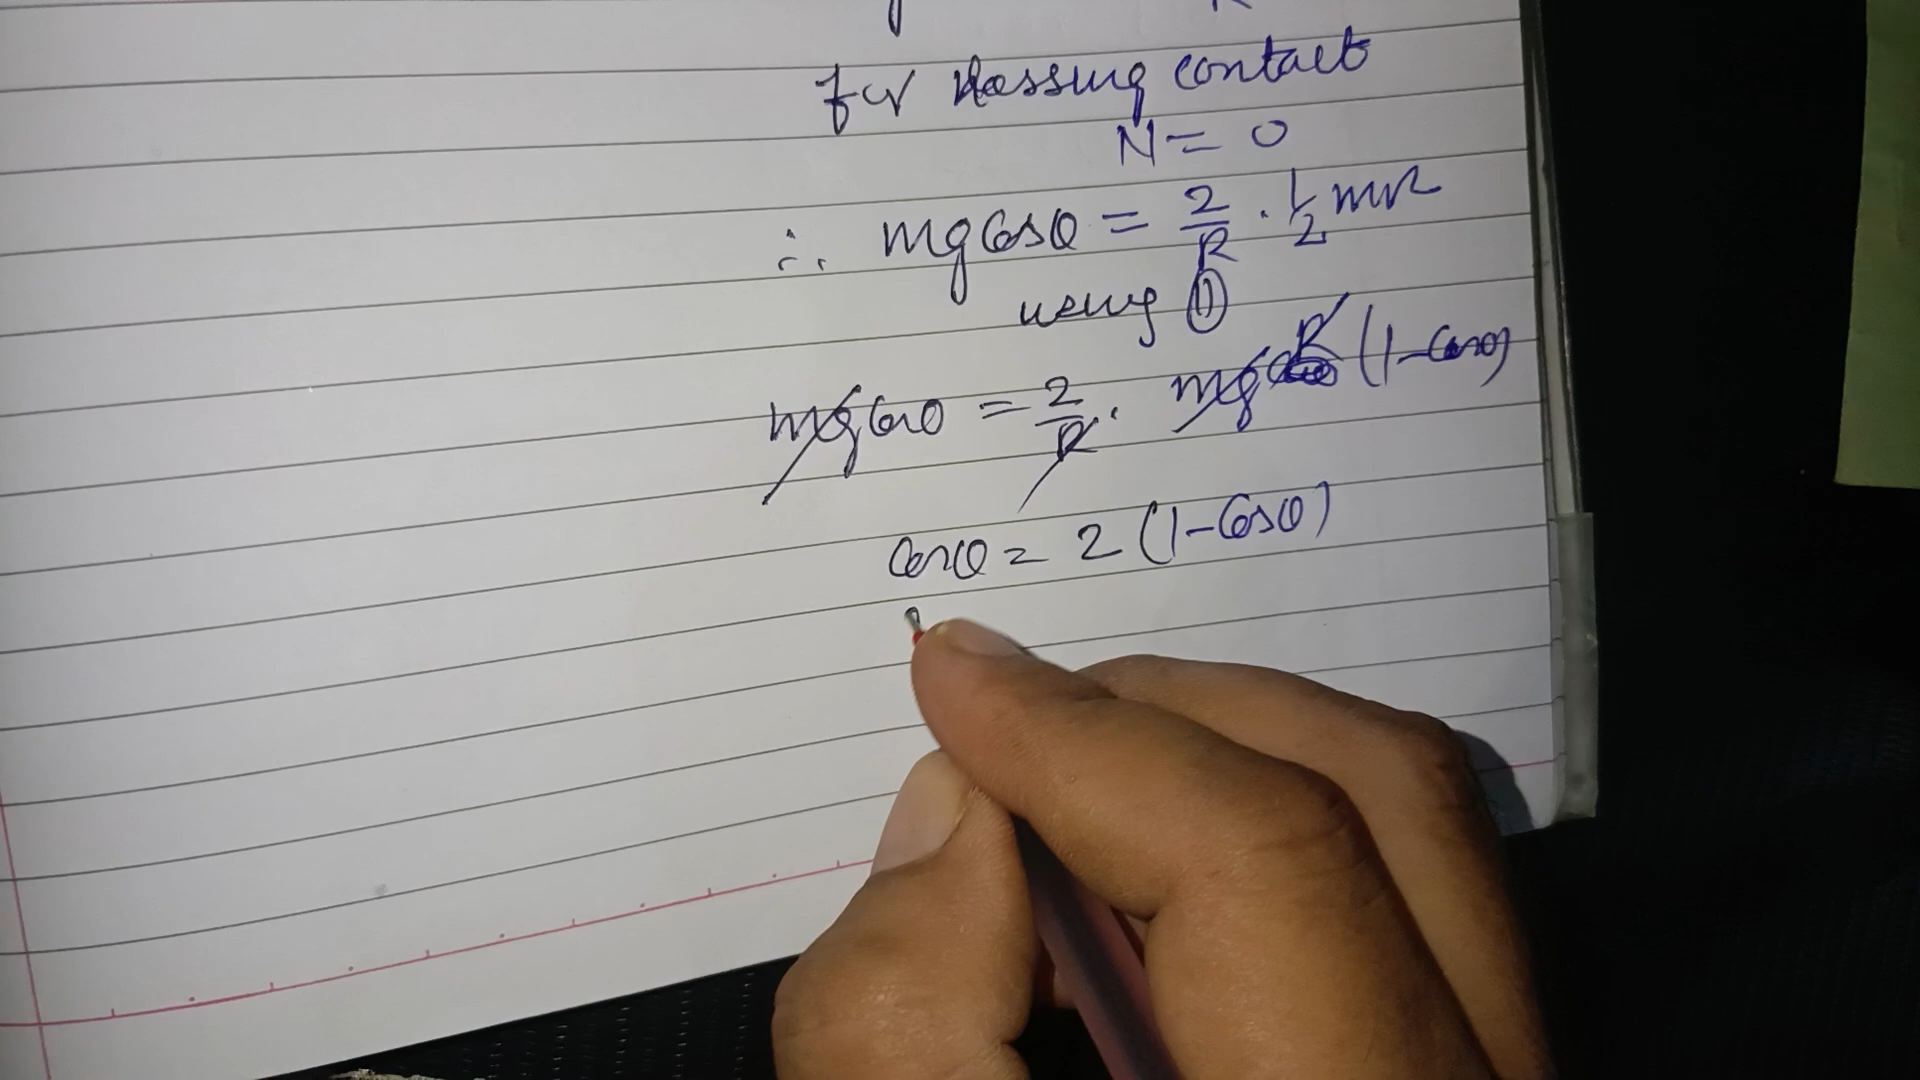 for lossing contact
N = 0
∴ mg cosθ = 2/R · 1/2 mv²
using ①
mg cosθ = 2/R · mg R (1-cosθ)
cosθ = 2 (1-cosθ)